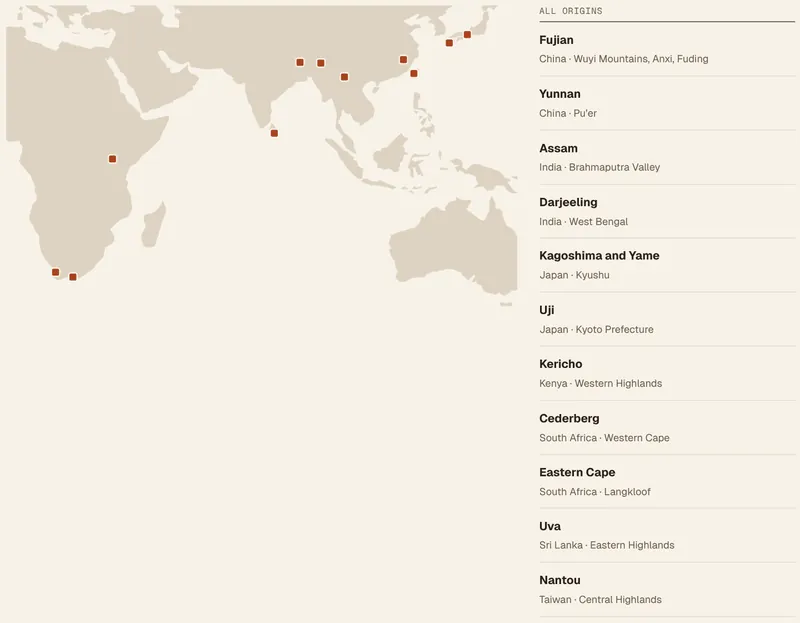 ALL ORIGINS
Fujian
China · Wuyi Mountains, Anxi, Fuding
Yunnan
China · Pu'er
Assam
India · Brahmaputra Valley
Darjeeling
India · West Bengal
Kagoshima and Yame
Japan · Kyushu
Uji
Japan · Kyoto Prefecture
Kericho
Kenya · Western Highlands
Cederberg
South Africa · Western Cape
Eastern Cape
South Africa · Langkloof
Uva
Sri Lanka · Eastern Highlands
Nantou
Taiwan · Central Highlands